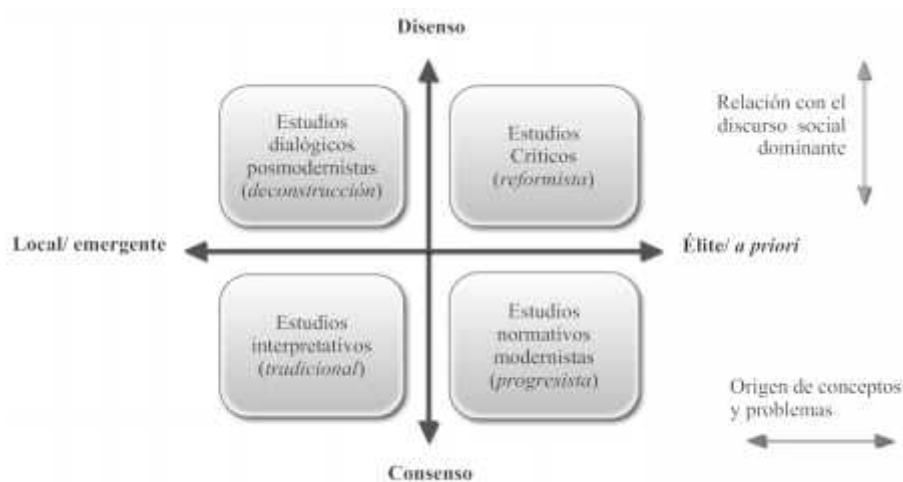 Disenso
Estudios
dialógicos
posmodernistas
(deconstrucción)
Estudios
Críticos
(reformista)
Relación con el
discurso social
dominante
Local/ emergente
Élite/ a priori
Estudios
interpretativos
(tradicional)
Estudios
normativos
modernistas
(progresista)
Origen de conceptos
y problemas
Consenso